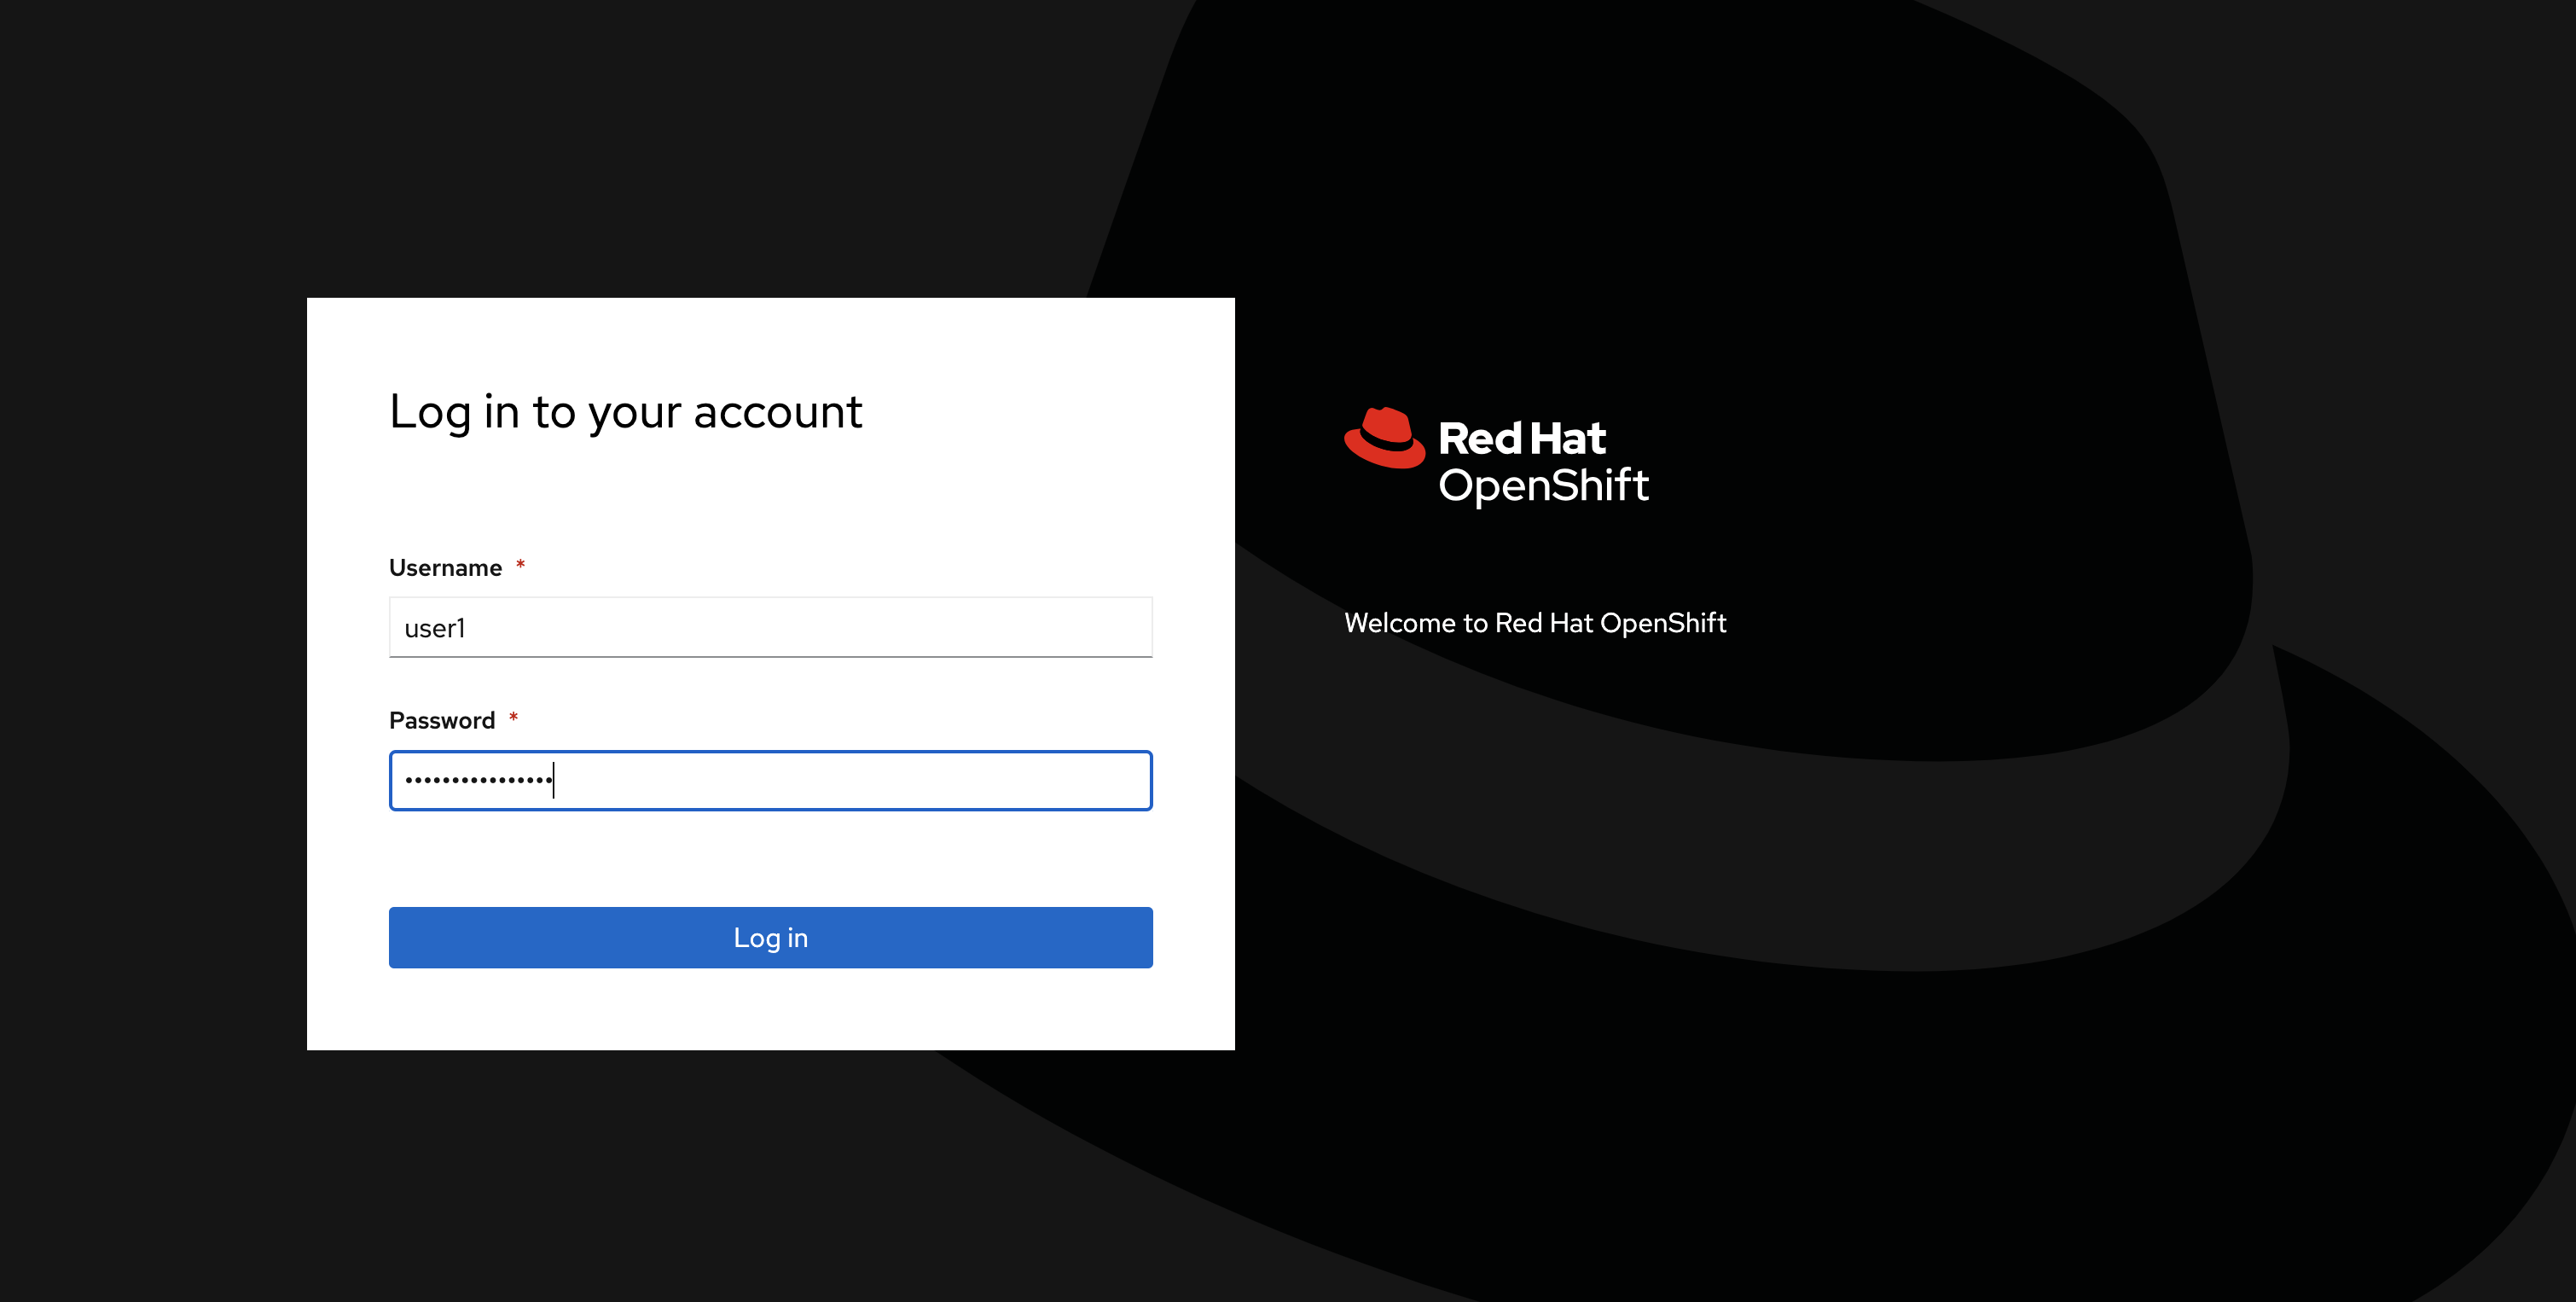 Log in to your account
Username *
user1
Password *
••••••••••••••••
Log in
Red Hat
OpenShift
Welcome to Red Hat OpenShift